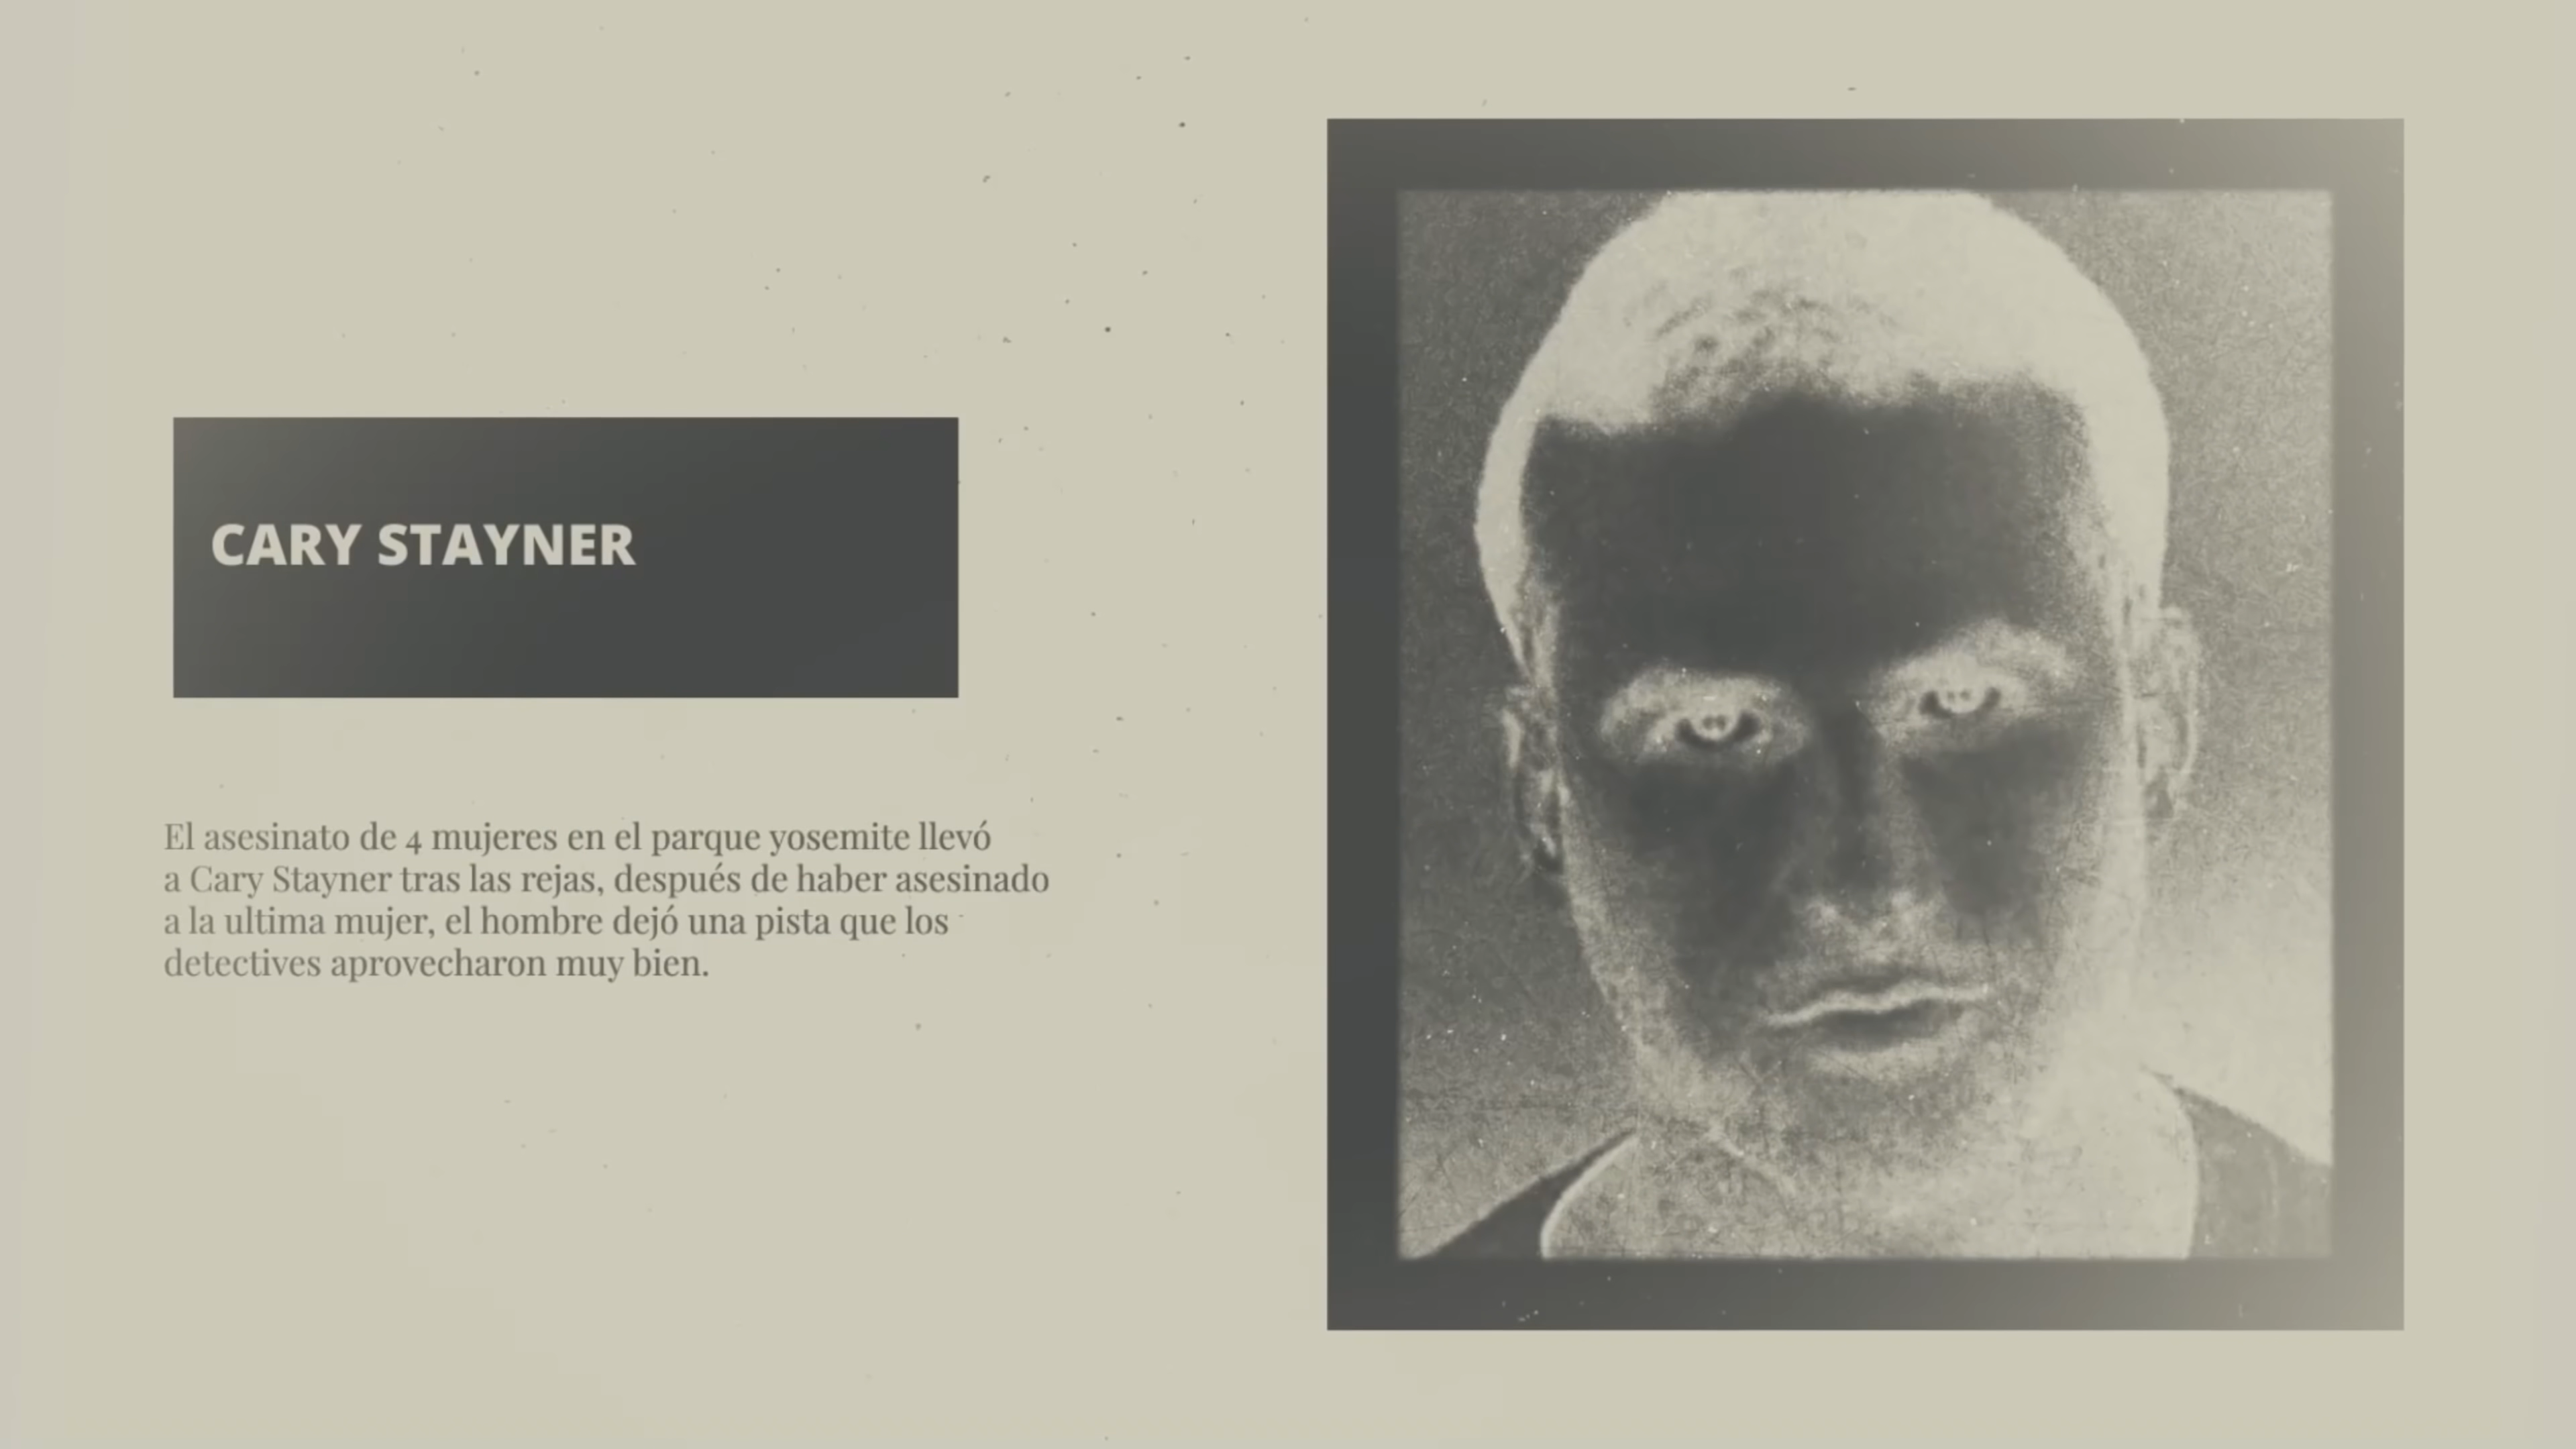 CARY STAYNER
El asesinato de 4 mujeres en el parque yosemite llevó
a Cary Stayner tras las rejas, después de haber asesinado
a la ultima mujer, el hombre dejó una pista que los
detectives aprovecharon muy bien.